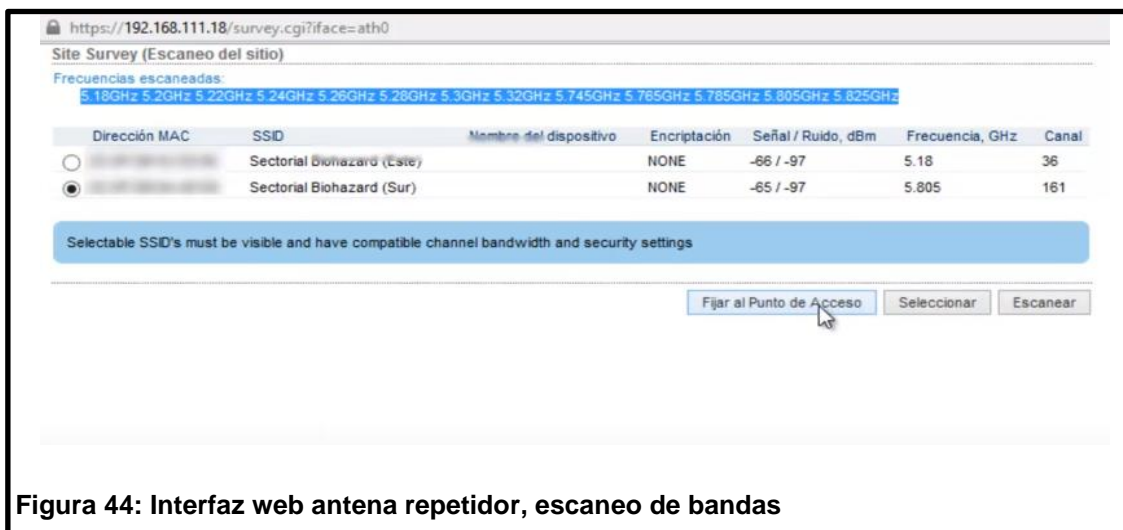 https://192.168.111.18/survey.cgi?iface=ath0
Site Survey (Escaneo del sitio)
Frecuencias escaneadas:
5.18GHz 5.2GHz 5.22GHz 5.24GHz 5.26GHz 5.28GHz 5.3GHz 5.32GHz 5.745GHz 5.765GHz 5.785GHz 5.805GHz 5.825GHz
Dirección MAC SSID Nombre del dispositivo Encriptación Señal / Ruido, dBm Frecuencia, GHz Canal
Sectorial Biohazard (Este) NONE -66 / -97 5.18 36
Sectorial Biohazard (Sur) NONE -65 / -97 5.805 161
Selectable SSID's must be visible and have compatible channel bandwidth and security settings
Fijar al Punto de Acceso Seleccionar Escanear
Figura 44: Interfaz web antena repetidor, escaneo de bandas